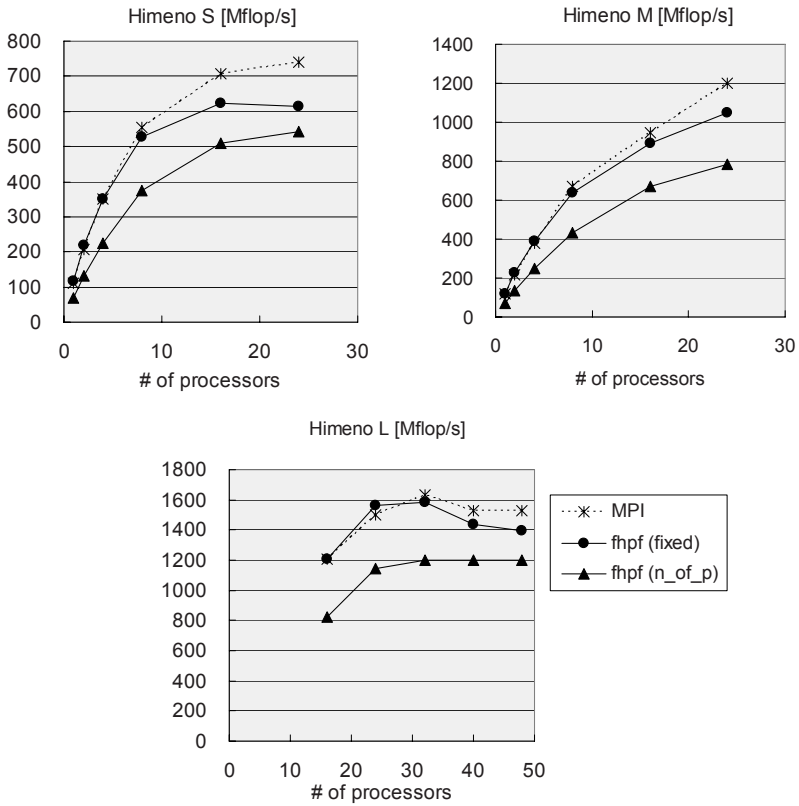 Himeno S [Mflop/s]
800
700
600
500
400
300
200
100
0
0 10 20 30
# of processors
Himeno M [Mflop/s]
1400
1200
1000
800
600
400
200
0
0 10 20 30
# of processors
Himeno L [Mflop/s]
1800
1600
1400
1200
1000
800
600
400
200
0
0 10 20 30 40 50
# of processors
MPI
fhpf (fixed)
fhpf (n_of_p)